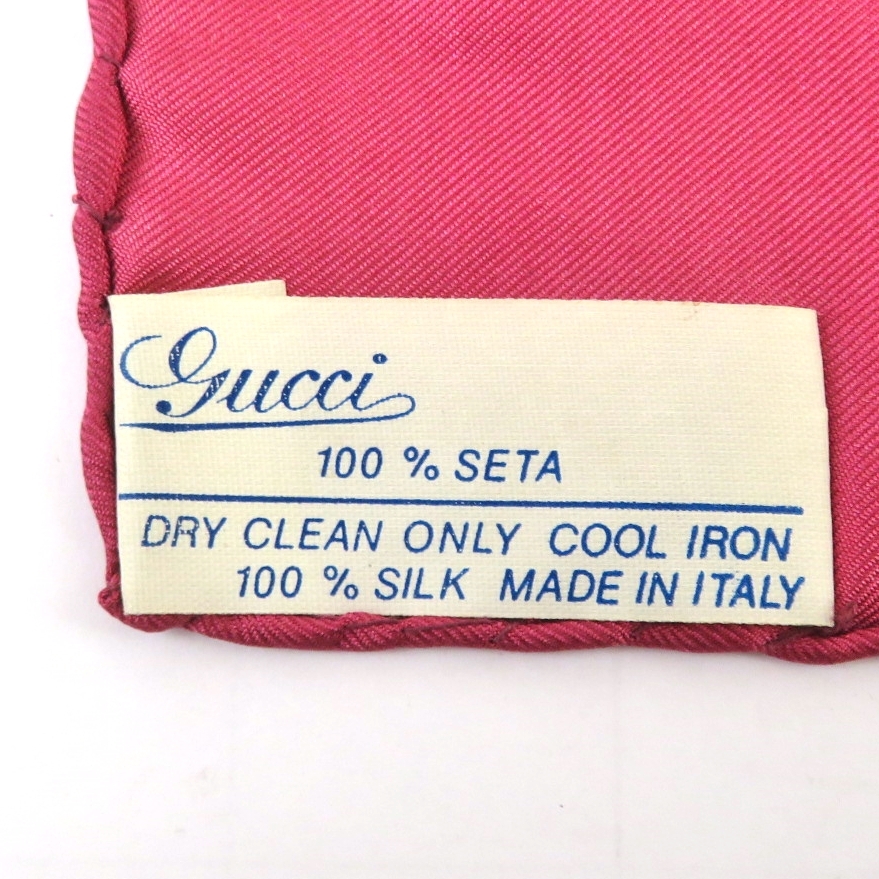 Gucci
100 % SETA
DRY CLEAN ONLY COOL IRON
100 % SILK MADE IN ITALY